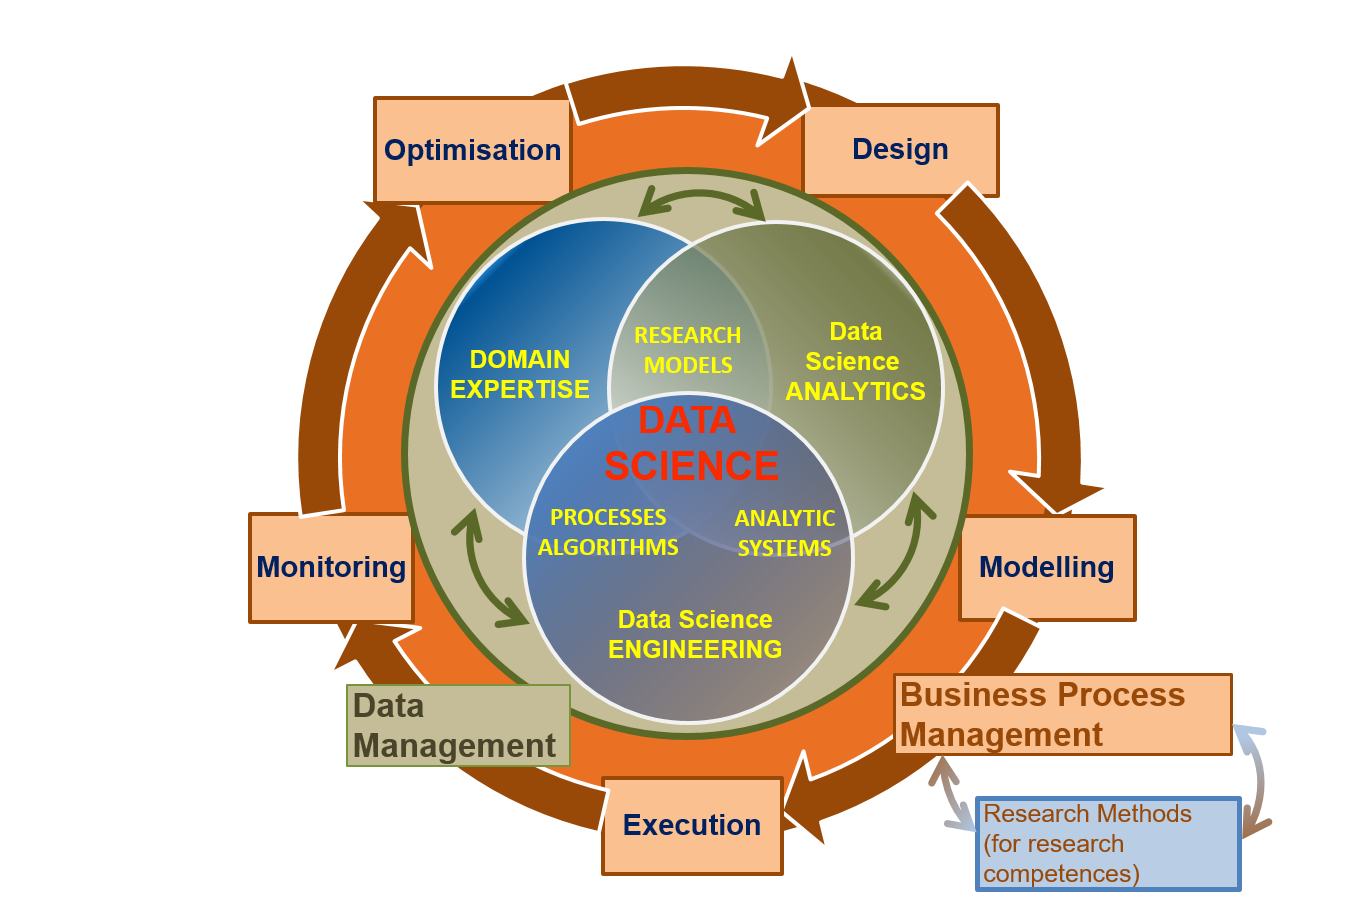 Optimisation
Design
RESEARCH
MODELS
Data
Science
ANALYTICS
DOMAIN
EXPERTISE
DATA
SCIENCE
PROCESSES
ALGORITHMS
ANALYTIC
SYSTEMS
Monitoring
Modelling
Data Science
ENGINEERING
Data
Management
Business Process
Management
Execution
Research Methods
(for research
competences)